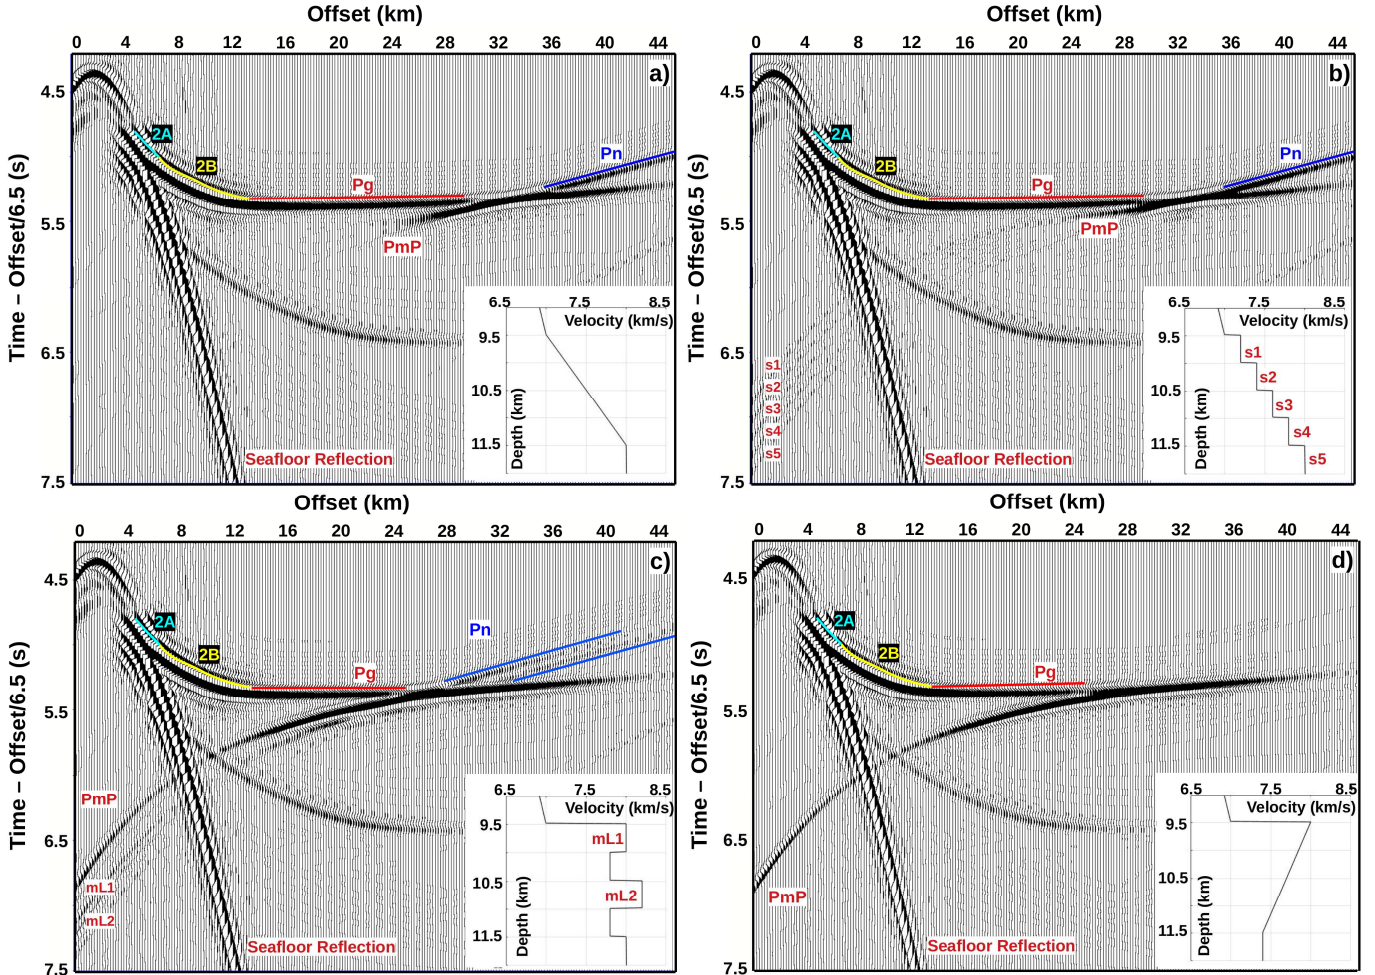 Offset (km)
0 4 8 12 16 20 24 28 32 36 40 44
a)
Time – Offset/6.5 (s)
4.5
5.5
6.5
7.5
2A
2B
Pg
Pn
PmP
Seafloor Reflection
6.5 7.5 8.5
Velocity (km/s)
9.5
10.5
11.5
Depth (km)
Offset (km)
0 4 8 12 16 20 24 28 32 36 40 44
b)
Time – Offset/6.5 (s)
4.5
5.5
6.5
7.5
2A
2B
Pg
Pn
PmP
s1
s2
s3
s4
s5
Seafloor Reflection
6.5 7.5 8.5
Velocity (km/s)
9.5
10.5
11.5
Depth (km)
s1
s2
s3
s4
s5
Offset (km)
0 4 8 12 16 20 24 28 32 36 40 44
c)
Time – Offset/6.5 (s)
4.5
5.5
6.5
7.5
2A
2B
Pg
Pn
PmP
mL1
mL2
Seafloor Reflection
6.5 7.5 8.5
Velocity (km/s)
9.5
10.5
11.5
Depth (km)
mL1
mL2
Offset (km)
0 4 8 12 16 20 24 28 32 36 40 44
d)
Time – Offset/6.5 (s)
4.5
5.5
6.5
7.5
2A
2B
Pg
PmP
Seafloor Reflection
6.5 7.5 8.5
Velocity (km/s)
9.5
10.5
11.5
Depth (km)